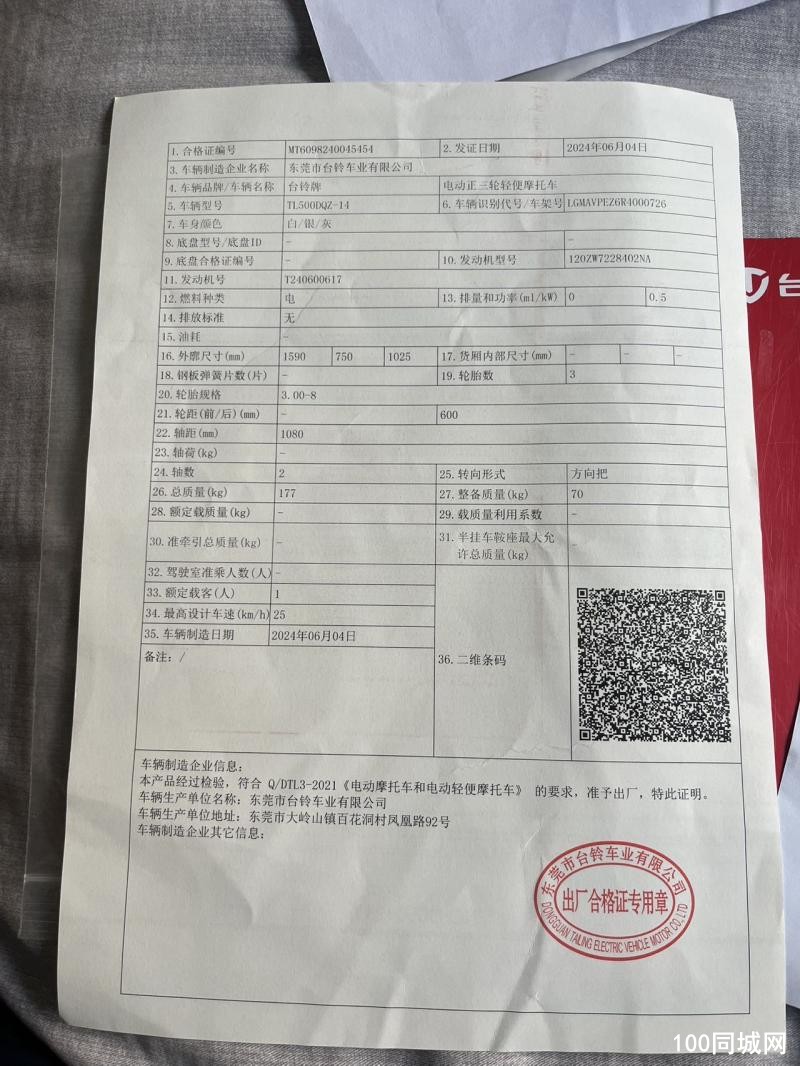 1.合格证编号 MT6098240045454 2.发证日期 2024年06月04日
3.车辆制造企业名称 东莞市台铃车业有限公司
4.车辆品牌/车辆名称 台铃牌 电动正三轮轻便摩托车
5.车辆型号 TL500DQZ-14 6.车辆识别代号/车架号 LGMAVPEZ6R4000726
7.车身颜色 白/银/灰
8.底盘型号/底盘ID - -
9.底盘合格证编号 - 10.发动机型号 120ZW7228402NA
11.发动机号 T240600617
12.燃料种类 电 13.排量和功率(ml/kW) 0 0.5
14.排放标准 无
15.油耗 -
16.外廓尺寸(mm) 1590 750 1025 17.货厢内部尺寸(mm) - - -
18.钢板弹簧片数(片) - 19.轮胎数 3
20.轮胎规格 3.00-8
21.轮距(前/后)(mm) - 600
22.轴距(mm) 1080
23.轴荷(kg) -
24.轴数 2 25.转向形式 方向把
26.总质量(kg) 177 27.整备质量(kg) 70
28.额定载质量(kg) - 29.载质量利用系数 -
30.准牵引总质量(kg) - 31.半挂车鞍座最大允许总质量(kg) -
32.驾驶室准乘人数(人) -
33.额定载客(人) 1
34.最高设计车速(km/h) 25
35.车辆制造日期 2024年06月04日
备注：/ 36.二维条码
车辆制造企业信息：
本产品经过检验，符合 Q/DTL3-2021《电动摩托车和电动轻便摩托车》 的要求，准予出厂，特此证明。
车辆生产单位名称：东莞市台铃车业有限公司
车辆生产单位地址：东莞市大岭山镇百花洞村凤凰路92号
车辆制造企业其它信息：
东莞市台铃车业有限公司
出厂合格证专用章
DONGGUAN TAILING ELECTRIC VEHICLE MOTOR CO.,LTD
台
100同城网